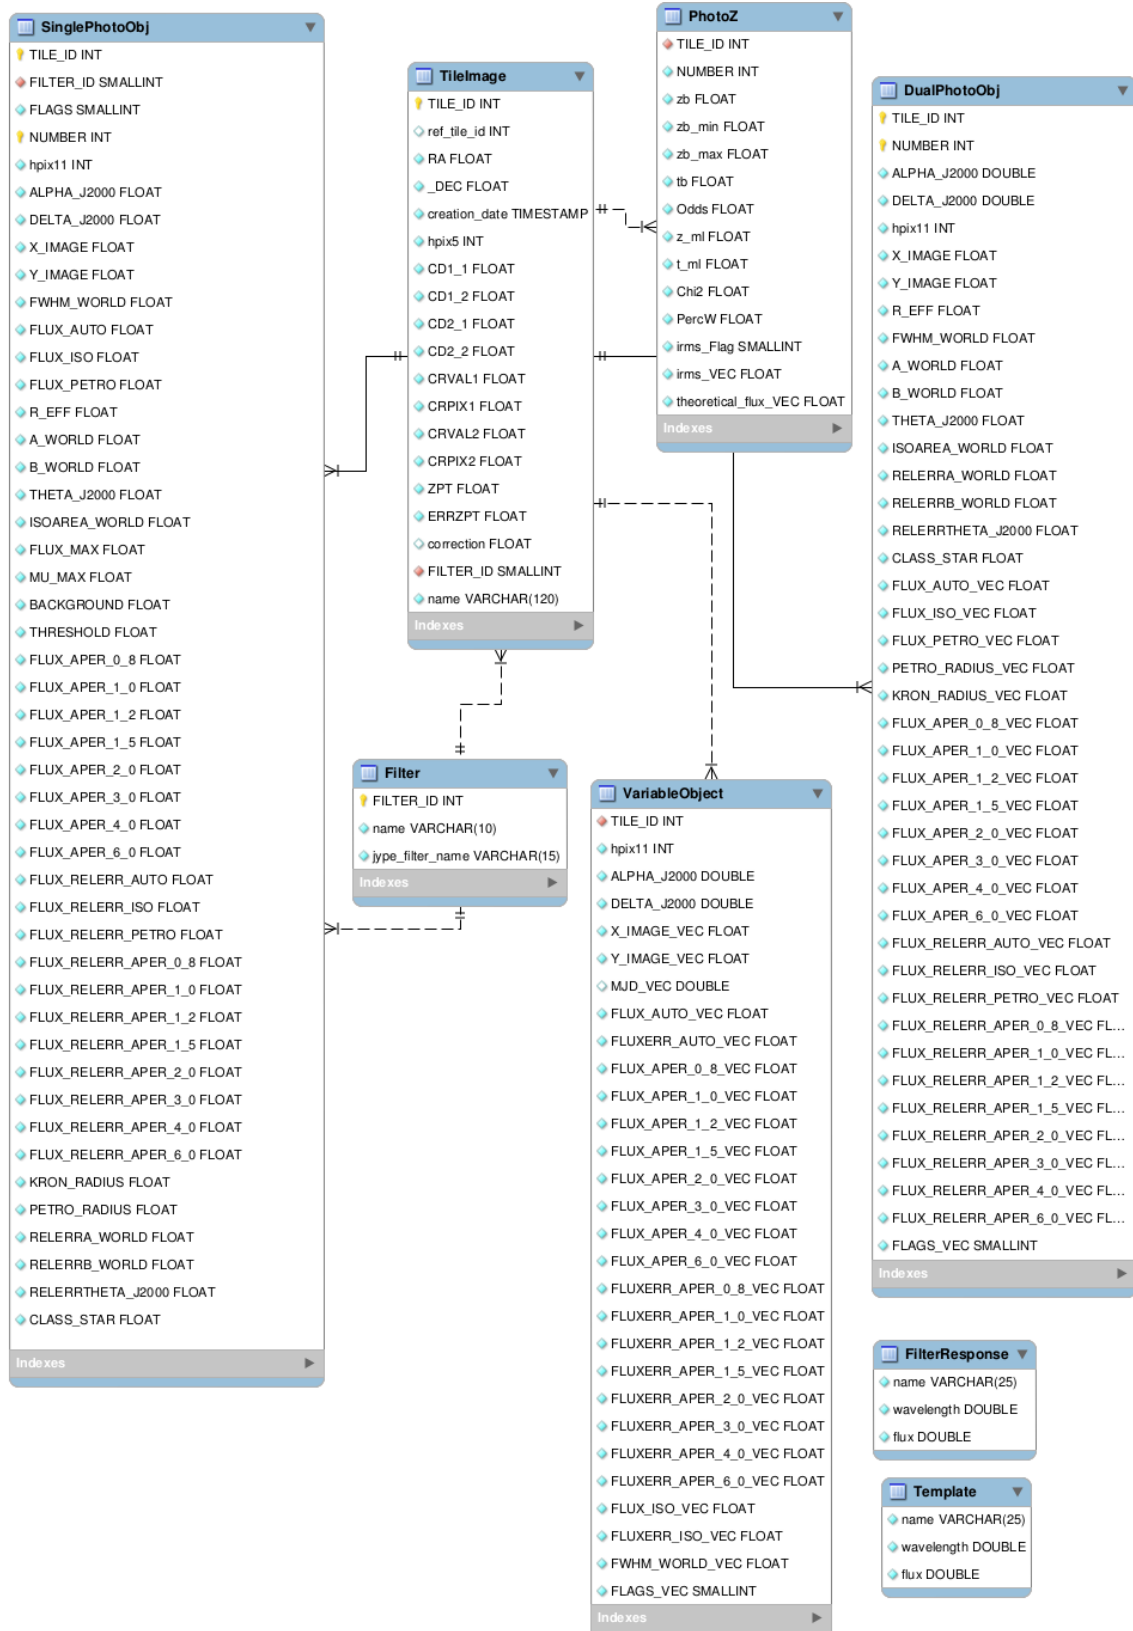 SinglePhotoObj
TILE_ID INT
FILTER_ID SMALLINT
FLAGS SMALLINT
NUMBER INT
hpix11 INT
ALPHA_J2000 FLOAT
DELTA_J2000 FLOAT
X_IMAGE FLOAT
Y_IMAGE FLOAT
FWHM_WORLD FLOAT
FLUX_AUTO FLOAT
FLUX_ISO FLOAT
FLUX_PETRO FLOAT
R_EFF FLOAT
A_WORLD FLOAT
B_WORLD FLOAT
THETA_J2000 FLOAT
ISOAREA_WORLD FLOAT
FLUX_MAX FLOAT
MU_MAX FLOAT
BACKGROUND FLOAT
THRESHOLD FLOAT
FLUX_APER_0_8 FLOAT
FLUX_APER_1_0 FLOAT
FLUX_APER_1_2 FLOAT
FLUX_APER_1_5 FLOAT
FLUX_APER_2_0 FLOAT
FLUX_APER_3_0 FLOAT
FLUX_APER_4_0 FLOAT
FLUX_APER_6_0 FLOAT
FLUX_RELERR_AUTO FLOAT
FLUX_RELERR_ISO FLOAT
FLUX_RELERR_PETRO FLOAT
FLUX_RELERR_APER_0_8 FLOAT
FLUX_RELERR_APER_1_0 FLOAT
FLUX_RELERR_APER_1_2 FLOAT
FLUX_RELERR_APER_1_5 FLOAT
FLUX_RELERR_APER_2_0 FLOAT
FLUX_RELERR_APER_3_0 FLOAT
FLUX_RELERR_APER_4_0 FLOAT
FLUX_RELERR_APER_6_0 FLOAT
KRON_RADIUS FLOAT
PETRO_RADIUS FLOAT
RELERRA_WORLD FLOAT
RELERRB_WORLD FLOAT
RELERRTHETA_J2000 FLOAT
CLASS_STAR FLOAT
Indexes
TileImage
TILE_ID INT
ref_tile_id INT
RA FLOAT
_DEC FLOAT
creation_date TIMESTAMP
hpix5 INT
CD1_1 FLOAT
CD1_2 FLOAT
CD2_1 FLOAT
CD2_2 FLOAT
CRVAL1 FLOAT
CRPIX1 FLOAT
CRVAL2 FLOAT
CRPIX2 FLOAT
ZPT FLOAT
ERRZPT FLOAT
correction FLOAT
FILTER_ID SMALLINT
name VARCHAR(120)
Indexes
Filter
FILTER_ID INT
name VARCHAR(10)
jype_filter_name VARCHAR(15)
Indexes
PhotoZ
TILE_ID INT
NUMBER INT
zb FLOAT
zb_min FLOAT
zb_max FLOAT
tb FLOAT
Odds FLOAT
z_ml FLOAT
t_ml FLOAT
Chi2 FLOAT
PercW FLOAT
irms_Flag SMALLINT
irms_VEC FLOAT
theoretical_flux_VEC FLOAT
Indexes
VariableObject
TILE_ID INT
hpix11 INT
ALPHA_J2000 DOUBLE
DELTA_J2000 DOUBLE
X_IMAGE_VEC FLOAT
Y_IMAGE_VEC FLOAT
MJD_VEC DOUBLE
FLUX_AUTO_VEC FLOAT
FLUXERR_AUTO_VEC FLOAT
FLUX_APER_0_8_VEC FLOAT
FLUX_APER_1_0_VEC FLOAT
FLUX_APER_1_2_VEC FLOAT
FLUX_APER_1_5_VEC FLOAT
FLUX_APER_2_0_VEC FLOAT
FLUX_APER_3_0_VEC FLOAT
FLUX_APER_4_0_VEC FLOAT
FLUX_APER_6_0_VEC FLOAT
FLUXERR_APER_0_8_VEC FLOAT
FLUXERR_APER_1_0_VEC FLOAT
FLUXERR_APER_1_2_VEC FLOAT
FLUXERR_APER_1_5_VEC FLOAT
FLUXERR_APER_2_0_VEC FLOAT
FLUXERR_APER_3_0_VEC FLOAT
FLUXERR_APER_4_0_VEC FLOAT
FLUXERR_APER_6_0_VEC FLOAT
FLUX_ISO_VEC FLOAT
FLUXERR_ISO_VEC FLOAT
FWHM_WORLD_VEC FLOAT
FLAGS_VEC SMALLINT
Indexes
DualPhotoObj
TILE_ID INT
NUMBER INT
ALPHA_J2000 DOUBLE
DELTA_J2000 DOUBLE
hpix11 INT
X_IMAGE FLOAT
Y_IMAGE FLOAT
R_EFF FLOAT
FWHM_WORLD FLOAT
A_WORLD FLOAT
B_WORLD FLOAT
THETA_J2000 FLOAT
ISOAREA_WORLD FLOAT
RELERRA_WORLD FLOAT
RELERRB_WORLD FLOAT
RELERRTHETA_J2000 FLOAT
CLASS_STAR FLOAT
FLUX_AUTO_VEC FLOAT
FLUX_ISO_VEC FLOAT
FLUX_PETRO_VEC FLOAT
PETRO_RADIUS_VEC FLOAT
KRON_RADIUS_VEC FLOAT
FLUX_APER_0_8_VEC FLOAT
FLUX_APER_1_0_VEC FLOAT
FLUX_APER_1_2_VEC FLOAT
FLUX_APER_1_5_VEC FLOAT
FLUX_APER_2_0_VEC FLOAT
FLUX_APER_3_0_VEC FLOAT
FLUX_APER_4_0_VEC FLOAT
FLUX_APER_6_0_VEC FLOAT
FLUX_RELERR_AUTO_VEC FLOAT
FLUX_RELERR_ISO_VEC FLOAT
FLUX_RELERR_PETRO_VEC FLOAT
FLUX_RELERR_APER_0_8_VEC FL...
FLUX_RELERR_APER_1_0_VEC FL...
FLUX_RELERR_APER_1_2_VEC FL...
FLUX_RELERR_APER_1_5_VEC FL...
FLUX_RELERR_APER_2_0_VEC FL...
FLUX_RELERR_APER_3_0_VEC FL...
FLUX_RELERR_APER_4_0_VEC FL...
FLUX_RELERR_APER_6_0_VEC FL...
FLAGS_VEC SMALLINT
Indexes
FilterResponse
name VARCHAR(25)
wavelength DOUBLE
flux DOUBLE
Template
name VARCHAR(25)
wavelength DOUBLE
flux DOUBLE